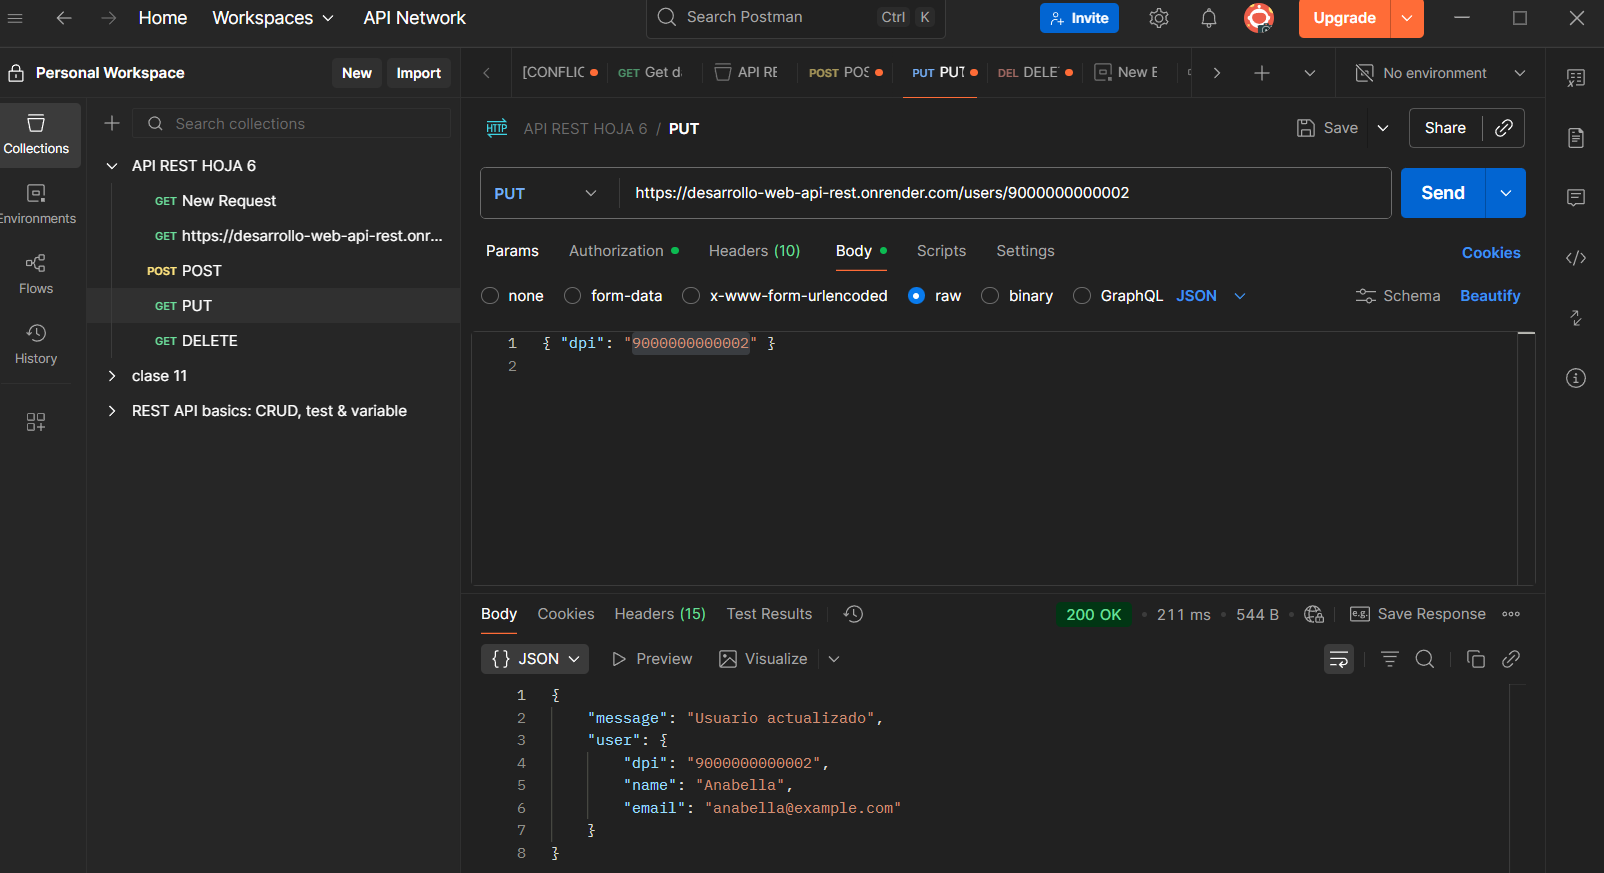 Home Workspaces API Network Search Postman Ctrl K Invite Upgrade
Personal Workspace New Import [CONFLIC GET Get d API RE POST POS PUT PUT DEL DELE New E No environment
Collections
Environments
Flows
History
Search collections
API REST HOJA 6
GET New Request
GET https://desarrollo-web-api-rest.onr...
POST POST
GET PUT
GET DELETE
clase 11
REST API basics: CRUD, test & variable
HTTP API REST HOJA 6 / PUT Save Share
PUT https://desarrollo-web-api-rest.onrender.com/users/9000000000002 Send
Params Authorization Headers (10) Body Scripts Settings Cookies
none form-data x-www-form-urlencoded raw binary GraphQL JSON Schema Beautify
1 { "dpi": "9000000000002" }
2
Body Cookies Headers (15) Test Results 200 OK 211 ms 544 B e.g. Save Response
{} JSON Preview Visualize
1 {
2 "message": "Usuario actualizado",
3 "user": {
4 "dpi": "9000000000002",
5 "name": "Anabella",
6 "email": "anabella@example.com"
7 }
8 }